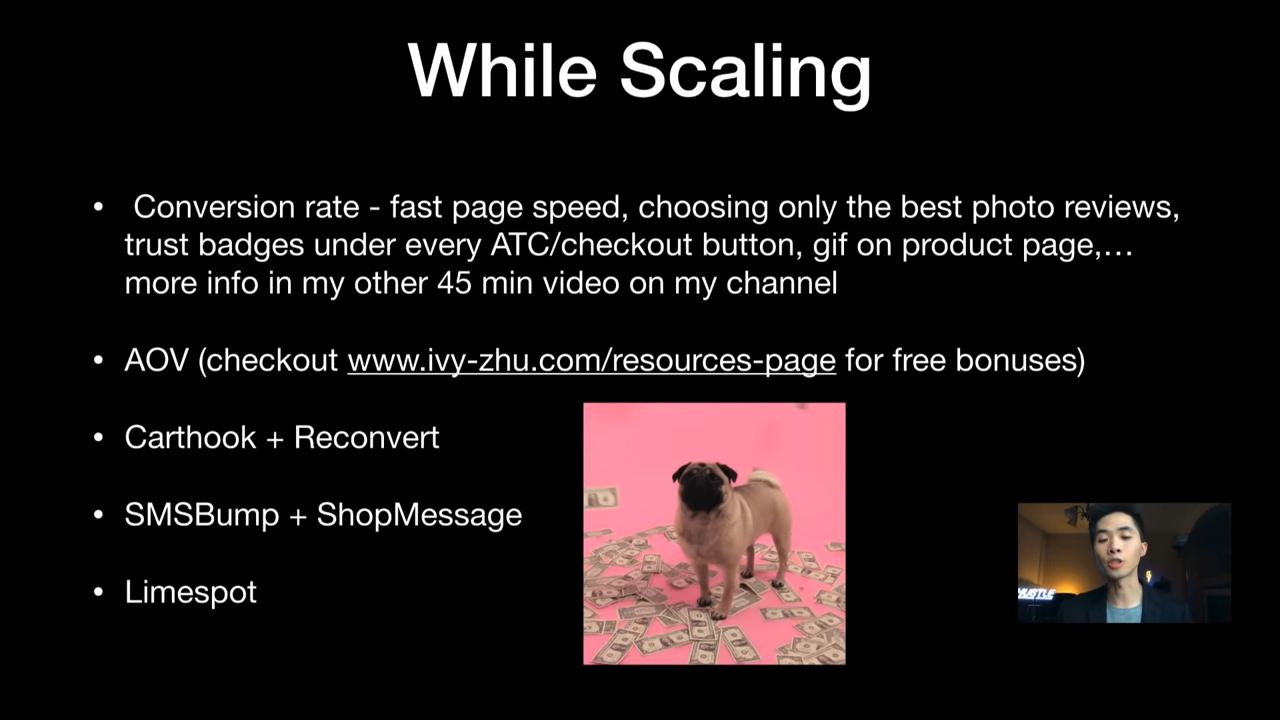 While Scaling
• Conversion rate - fast page speed, choosing only the best photo reviews,
trust badges under every ATC/checkout button, gif on product page,...
more info in my other 45 min video on my channel
• AOV (checkout www.ivy-zhu.com/resources-page for free bonuses)
• Carthook + Reconvert
• SMSBump + ShopMessage
• Limespot
HUSTLE